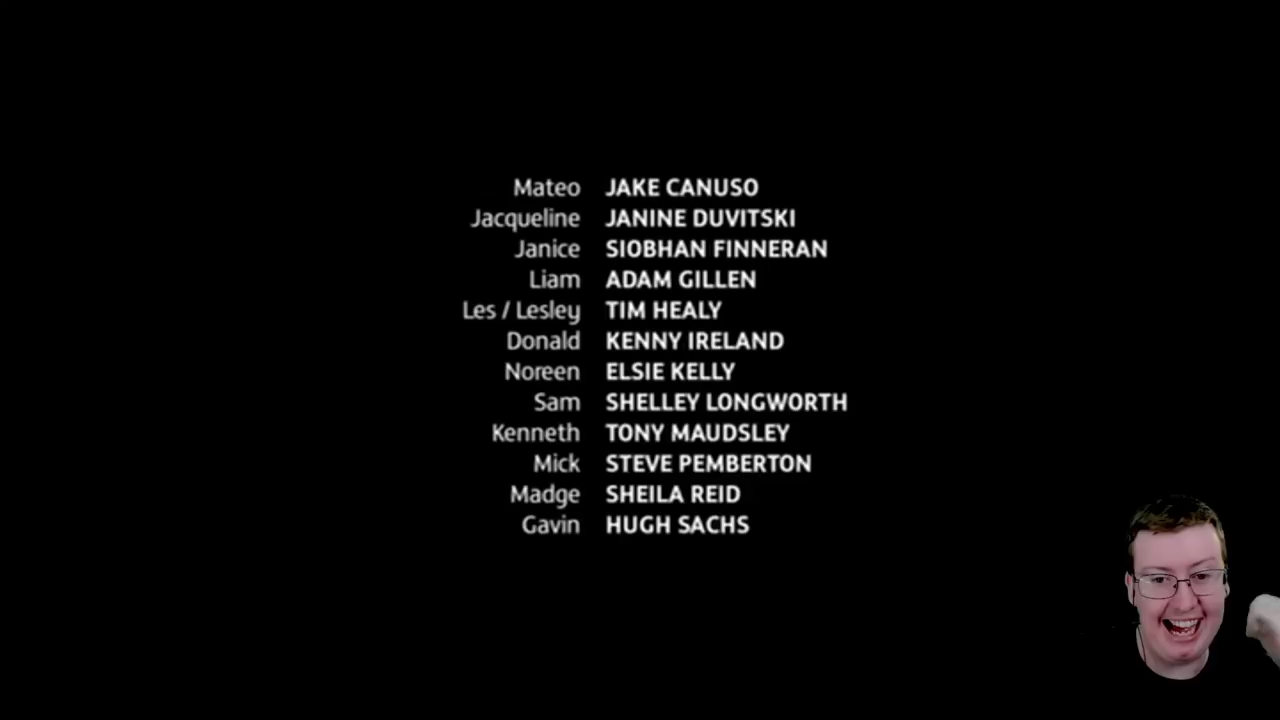 Mateo JAKE CANUSO
Jacqueline JANINE DUVITSKI
Janice SIOBHAN FINNERAN
Liam ADAM GILLEN
Les / Lesley TIM HEALY
Donald KENNY IRELAND
Noreen ELSIE KELLY
Sam SHELLEY LONGWORTH
Kenneth TONY MAUDSLEY
Mick STEVE PEMBERTON
Madge SHEILA REID
Gavin HUGH SACHS